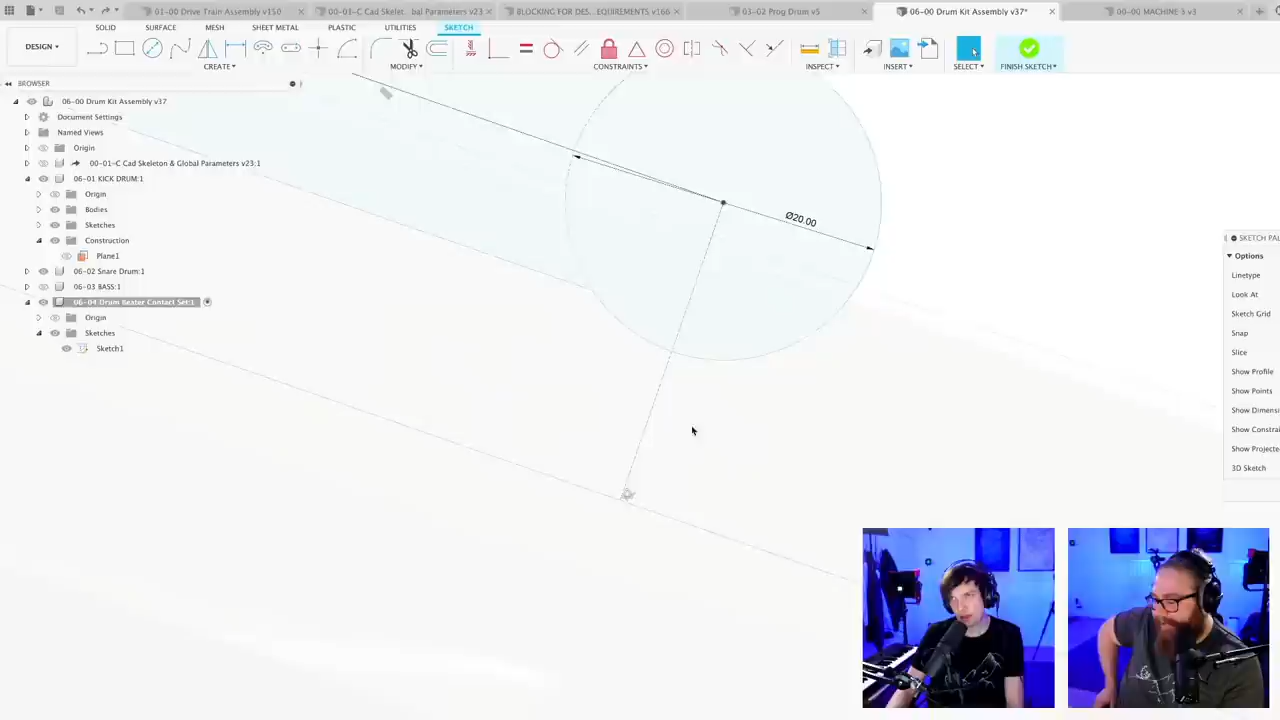 01-00 Drive Train Assembly v150
00-01-C Cad Skelet...bal Parameters v23
BLOCKING FOR DES...EQUIREMENTS v166
03-02 Prog Drum v5
06-00 Drum Kit Assembly v37*
00-00 MACHINE 3 v3
SOLID
SURFACE
SHEET METAL
MESH
PLASTIC
UTILITIES
SKETCH
DESIGN
CREATE
MODIFY
CONSTRAINTS
INSPECT
INSERT
SELECT
FINISH SKETCH
BROWSER
06-00 Drum Kit Assembly v37
Document Settings
Named Views
Origin
00-01-C Cad Skeleton & Global Parameters v23:1
06-01 KICK DRUM:1
Origin
Bodies
Sketches
Construction
Plane1
06-02 Snare Drum:1
06-03 BASS:1
06-04 Drum Beater Contact Set:1
Origin
Sketches
Sketch1
Ø20.00
SKETCH PAL
Options
Linetype
Look At
Sketch Grid
Snap
Slice
Show Profile
Show Points
Show Dimens
Show Constrai
Show Projecte
3D Sketch